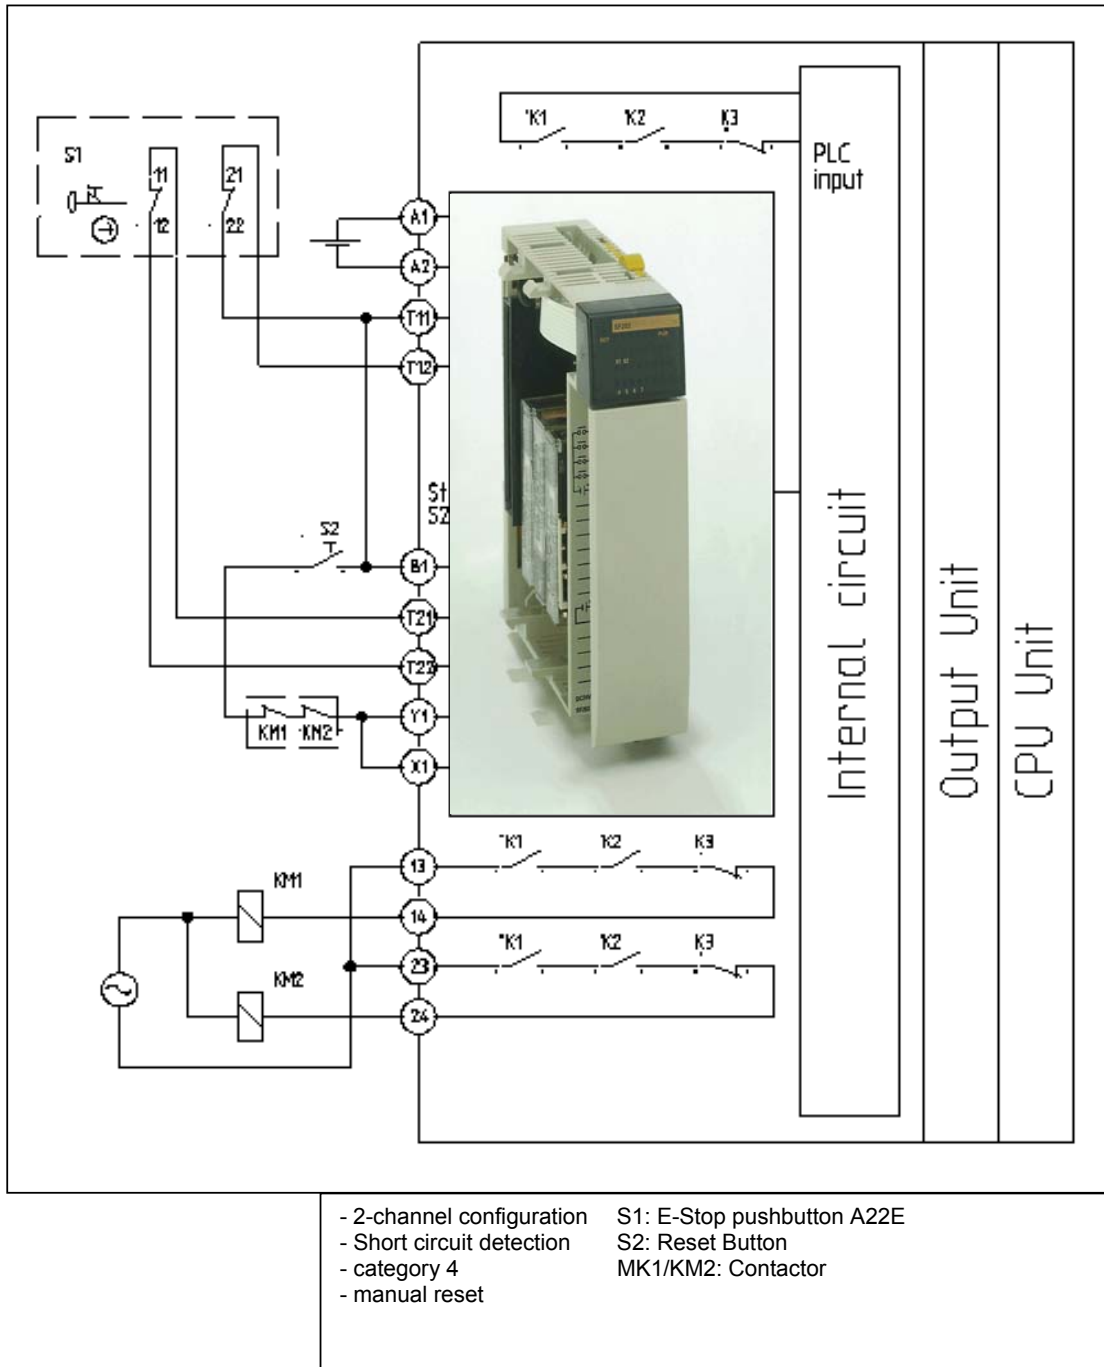 K1 K2 K3
PLC
input
S1
11 21
12 22
A1
A2
T11
T12
St
S2
S2
B1
T21
T22
Y1
KM1 KM2
X1
Internal circuit
Output Unit
CPU Unit
K1 K2 K3
13
KM1
14
K1 K2 K3
23
KM2
24
- 2-channel configuration S1: E-Stop pushbutton A22E
- Short circuit detection S2: Reset Button
- category 4 MK1/KM2: Contactor
- manual reset